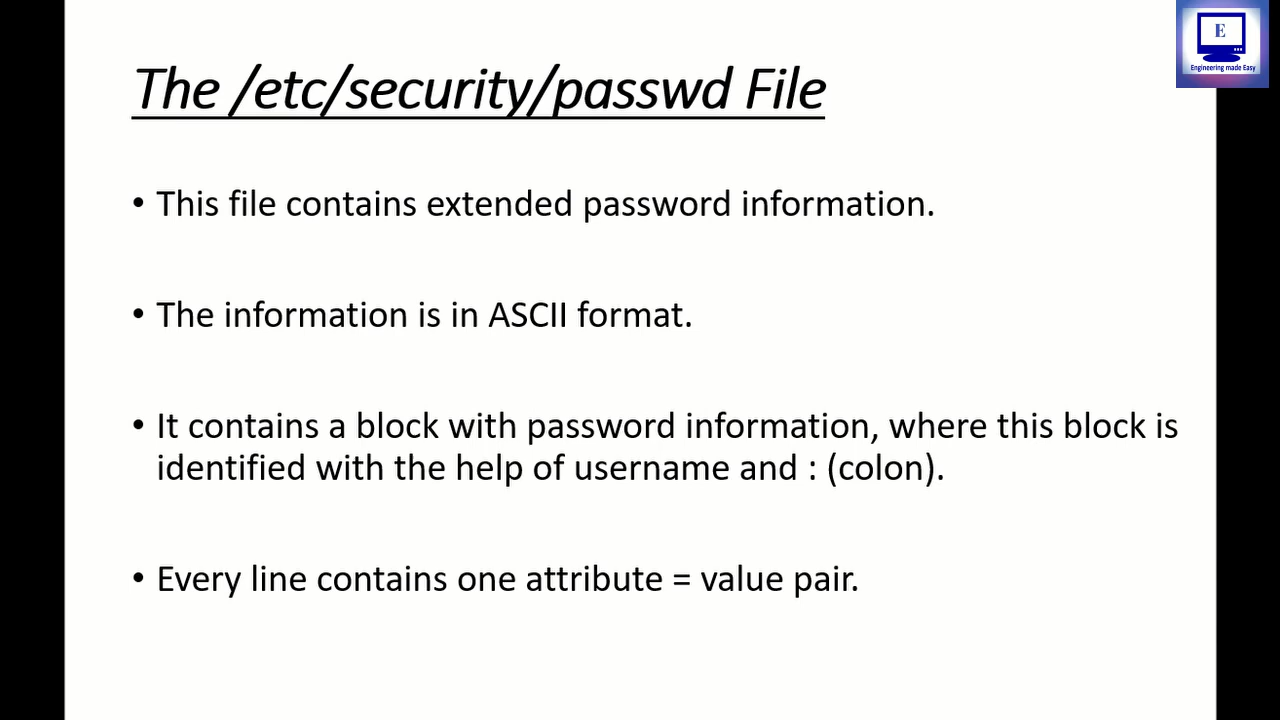 E
Engineering made Easy
The /etc/security/passwd File
• This file contains extended password information.
• The information is in ASCII format.
• It contains a block with password information, where this block is
identified with the help of username and : (colon).
• Every line contains one attribute = value pair.